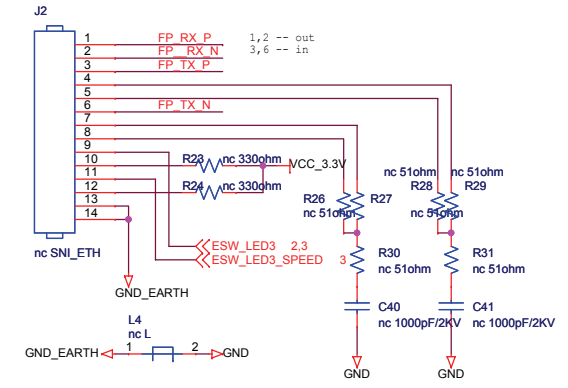 J2
1 FP_RX_P 1,2 -- out
2 FP_RX_N 3,6 -- in
3 FP_TX_P
4
5
6 FP_TX_N
7
8
9
10 R23 nc 330ohm VCC_3.3V
11
12 R24 nc 330ohm
13
14
nc 51ohm nc 51ohm
R28 R29
R26 R27
nc 51ohm nc 51ohm
nc SNI_ETH
ESW_LED3 2,3
ESW_LED3_SPEED 3
R30 R31
nc 51ohm nc 51ohm
GND_EARTH
C40 C41
nc 1000pF/2KV nc 1000pF/2KV
L4
nc L
GND_EARTH 1 2 GND
GND GND